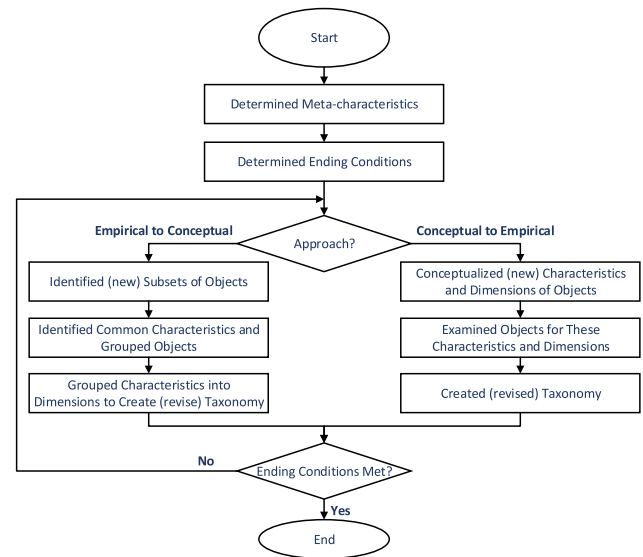 Start
Determined Meta-characteristics
Determined Ending Conditions
Empirical to Conceptual
Conceptual to Empirical
Approach?
Identified (new) Subsets of Objects
Identified Common Characteristics and
Grouped Objects
Grouped Characteristics into
Dimensions to Create (revise) Taxonomy
Conceptualized (new) Characteristics
and Dimensions of Objects
Examined Objects for These
Characteristics and Dimensions
Created (revised) Taxonomy
No
Ending Conditions Met?
Yes
End